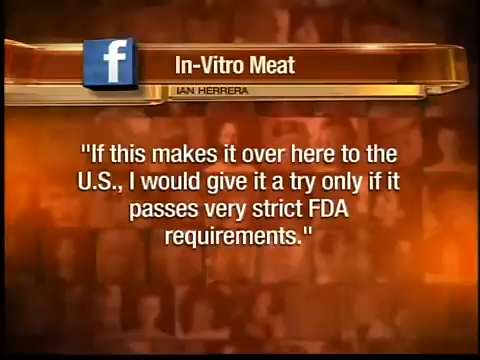 f
In-Vitro Meat
IAN HERRERA
"If this makes it over here to the
U.S., I would give it a try only if it
passes very strict FDA
requirements."